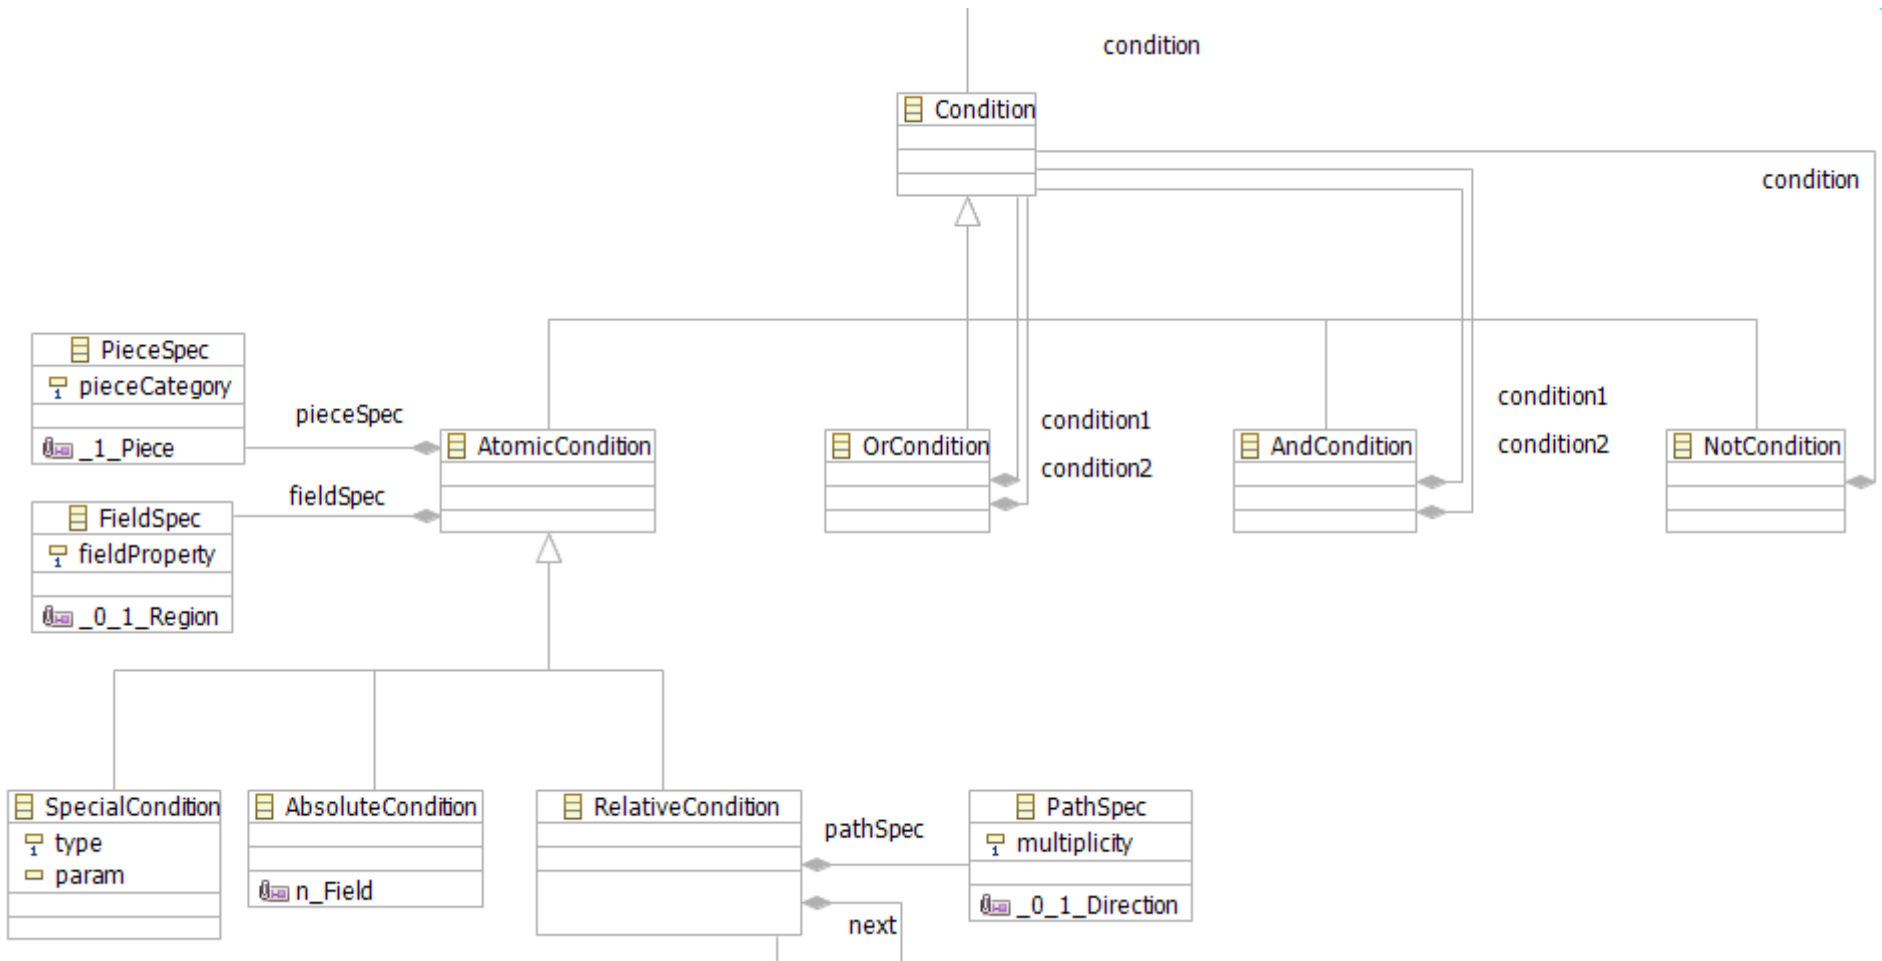 condition
Condition
condition
PieceSpec
pieceCategory
_1_Piece
pieceSpec
fieldSpec
FieldSpec
fieldProperty
_0_1_Region
AtomicCondition
OrCondition
condition1
condition2
AndCondition
condition1
condition2
NotCondition
SpecialCondition
type
param
AbsoluteCondition
n_Field
RelativeCondition
pathSpec
next
PathSpec
multiplicity
_0_1_Direction